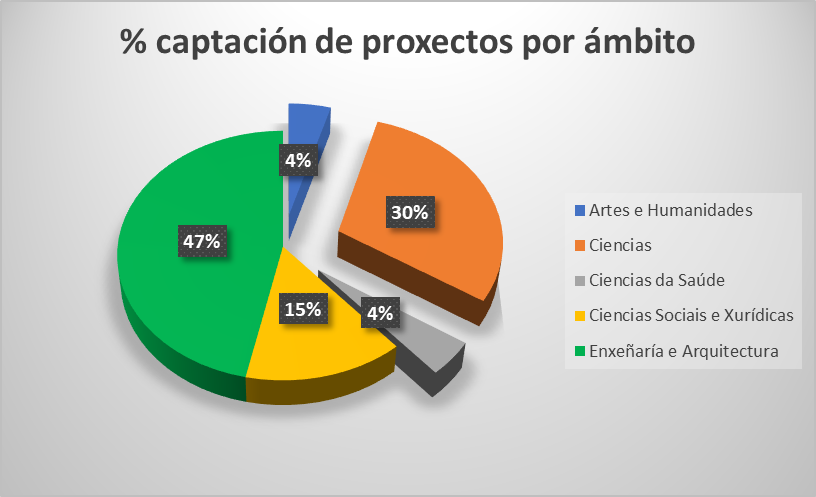 % captación de proxectos por ámbito
4%
30%
47%
15%
4%
Artes e Humanidades
Ciencias
Ciencias da Saúde
Ciencias Sociais e Xurídicas
Enxeñaría e Arquitectura